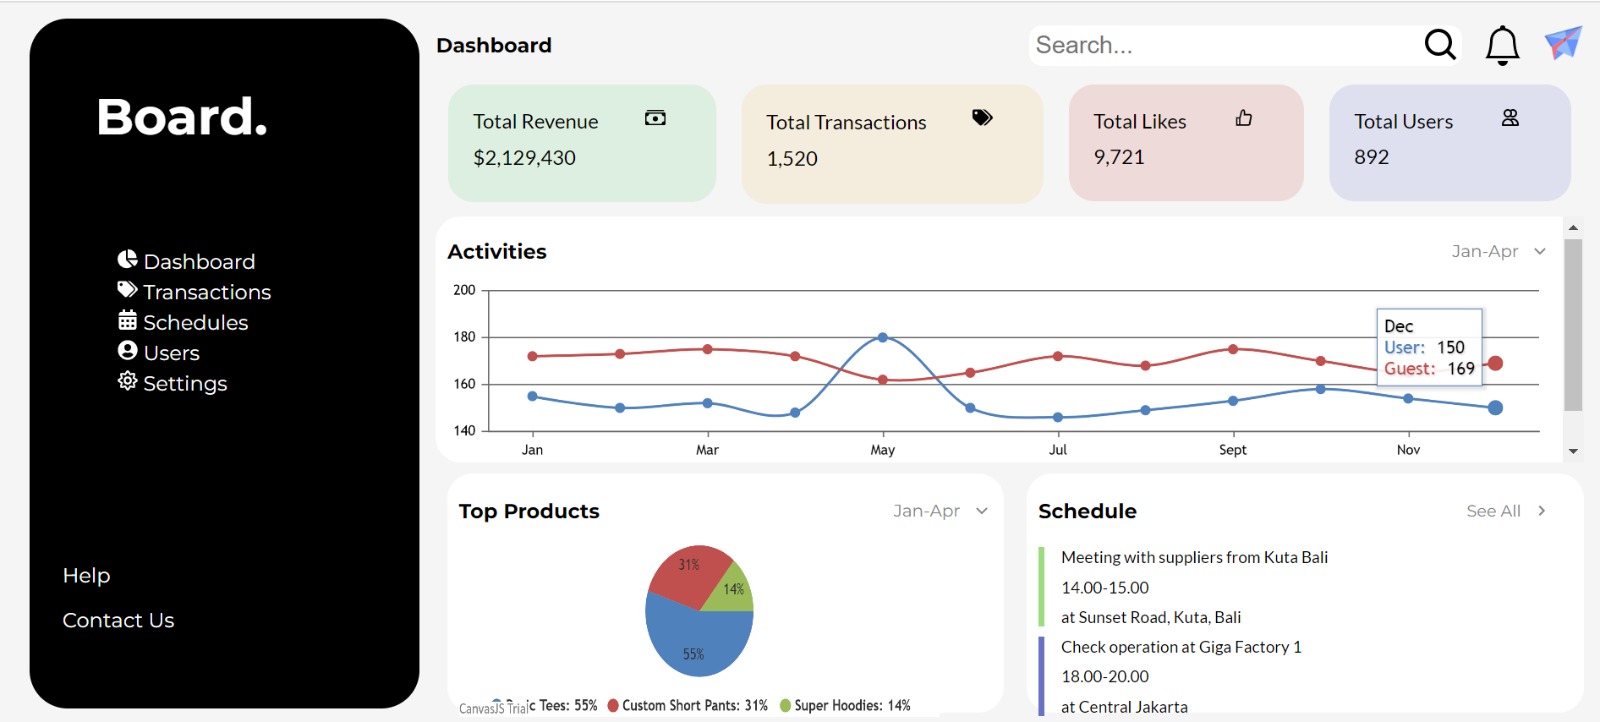 Board.
Dashboard
Transactions
Schedules
Users
Settings
Help
Contact Us
Dashboard
Search...
Total Revenue
$2,129,430
Total Transactions
1,520
Total Likes
9,721
Total Users
892
Activities
Jan-Apr
200
180
160
140
Jan
Mar
May
Jul
Sept
Nov
Dec
User: 150
Guest: 169
Top Products
Jan-Apr
31%
14%
55%
Tees: 55% Custom Short Pants: 31% Super Hoodies: 14%
CanvasJS Trial
Schedule
See All
Meeting with suppliers from Kuta Bali
14.00-15.00
at Sunset Road, Kuta, Bali
Check operation at Giga Factory 1
18.00-20.00
at Central Jakarta